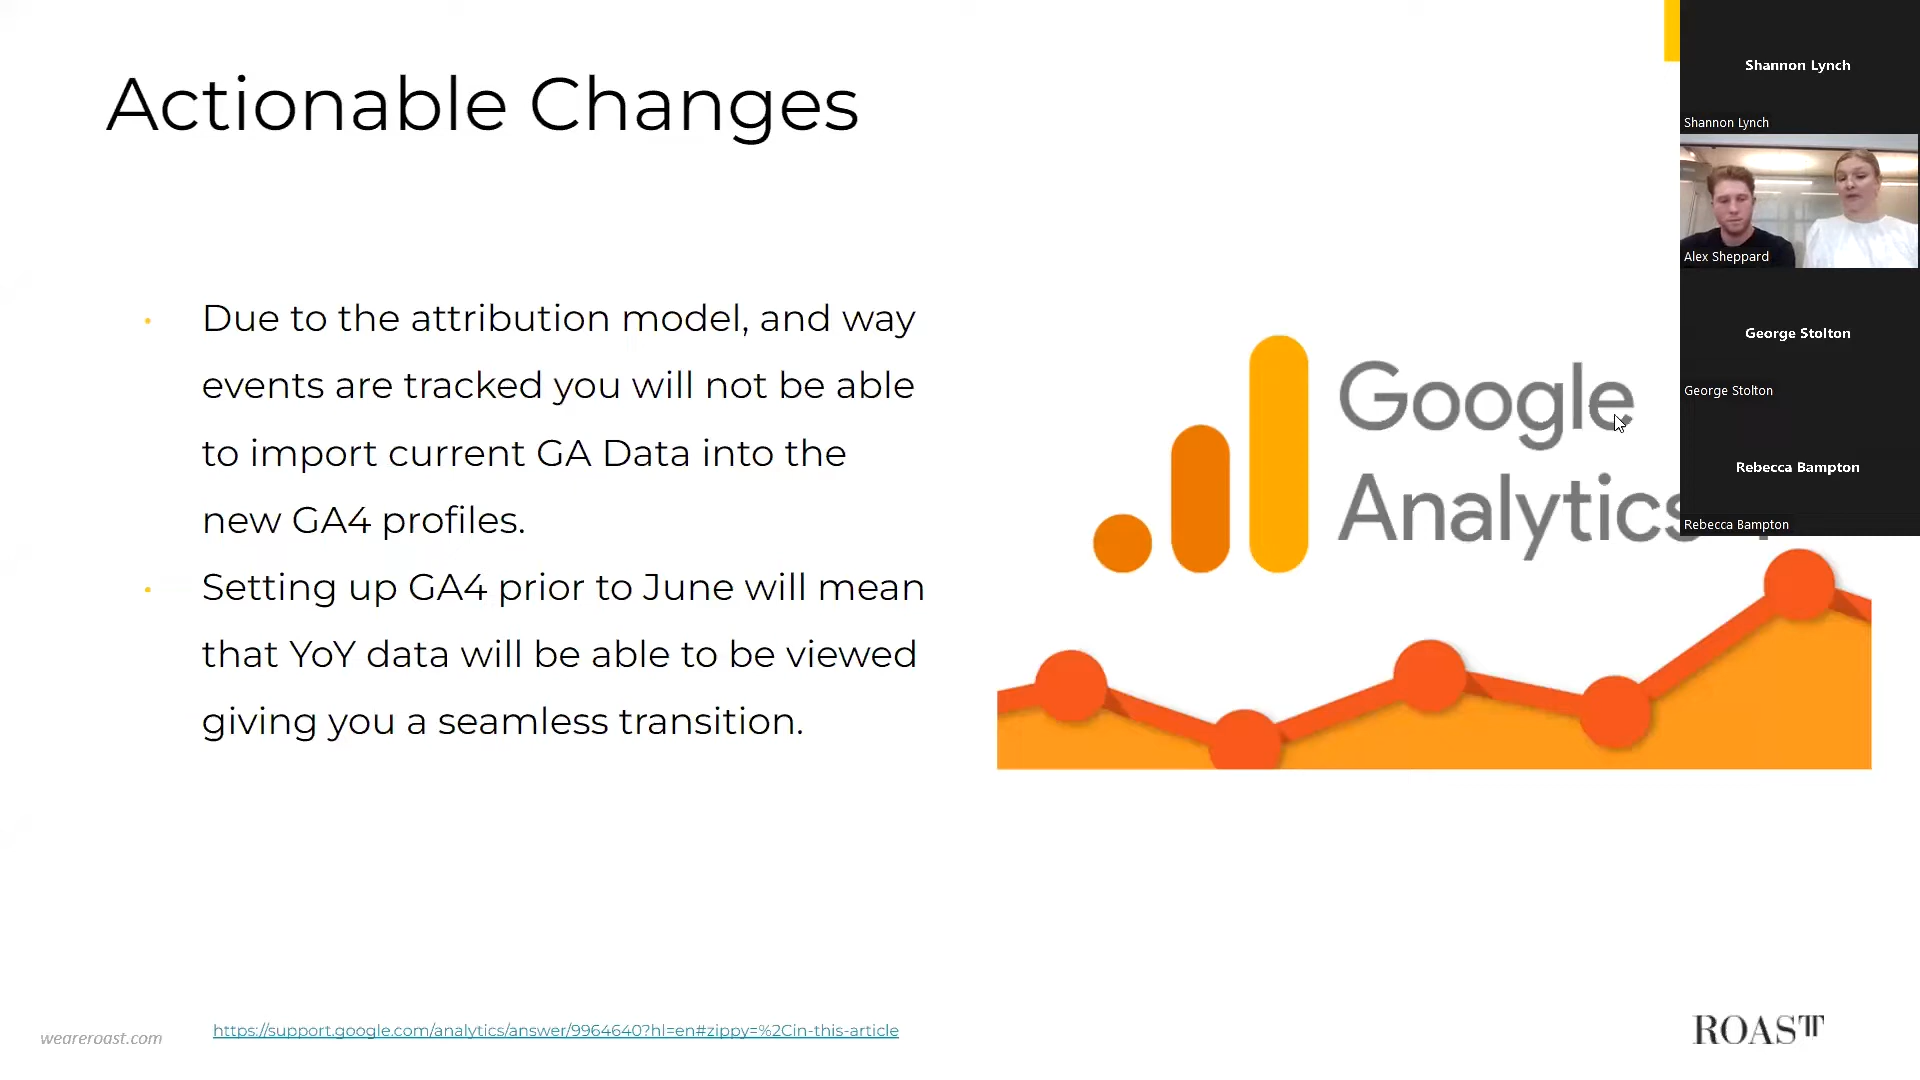 Actionable Changes
Due to the attribution model, and way
events are tracked you will not be able
to import current GA Data into the
new GA4 profiles.
Setting up GA4 prior to June will mean
that YoY data will be able to be viewed
giving you a seamless transition.
Google
Analytics
Shannon Lynch
Shannon Lynch
Alex Sheppard
George Stolton
George Stolton
Rebecca Bampton
Rebecca Bampton
weareroast.com
https://support.google.com/analytics/answer/9964640?hl=en#zippy=%2Cin-this-article
ROAST